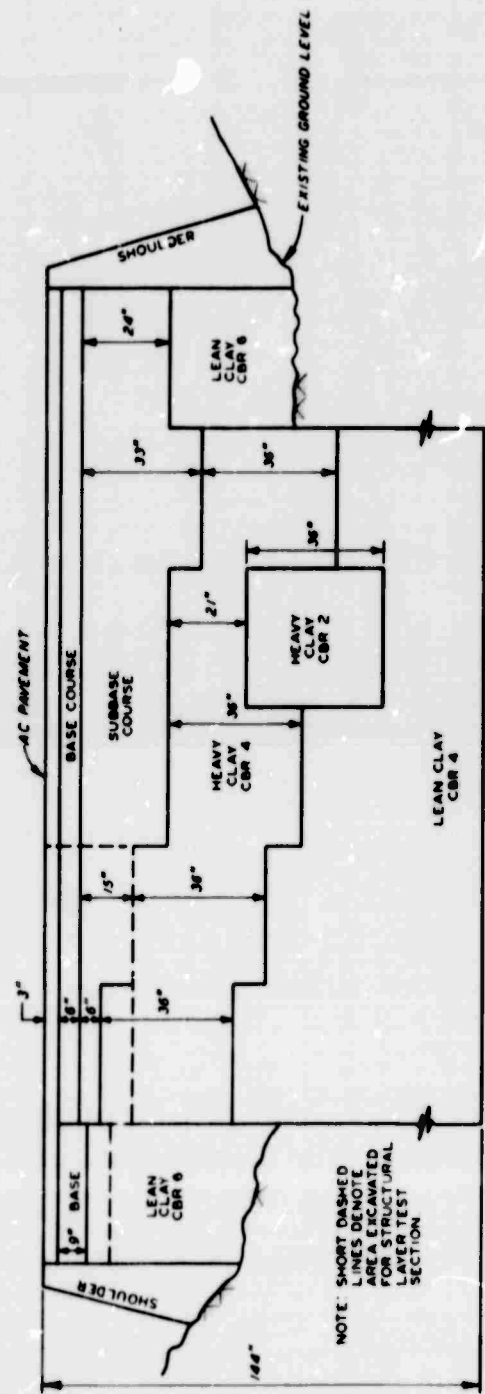 AC PAVEMENT
3"
6"
6"
BASE COURSE
15"
SUBBASE
COURSE
33"
24"
SHOULDER
EXISTING GROUND LEVEL
BASE
9"
LEAN
CLAY
CBR 6
SHOULDER
36"
36"
HEAVY
CLAY
CBR 4
36"
21"
HEAVY
CLAY
CBR 2
36"
36"
LEAN
CLAY
CBR 6
LEAN CLAY
CBR 4
144"
NOTE: SHORT DASHED
LINES DENOTE
AREA EXCAVATED
FOR STRUCTURAL
LAYER TEST
SECTION